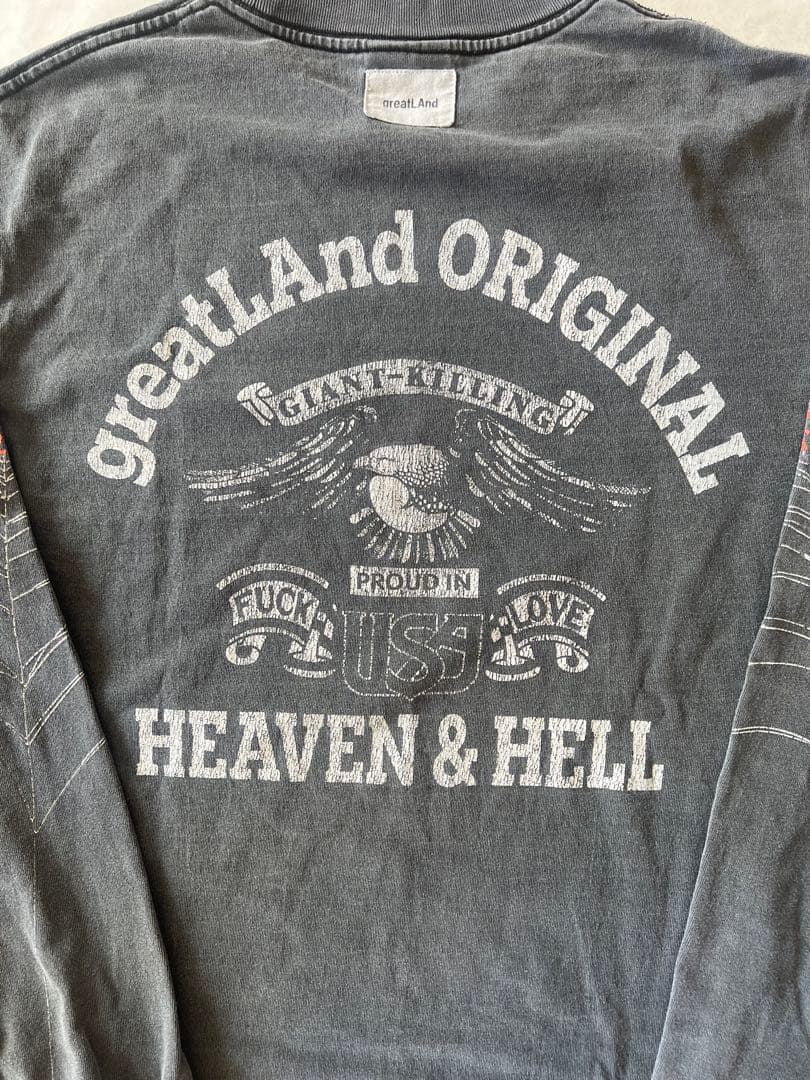 greatLAnd
greatLAnd ORIGINAL
GIANT-KILLING
PROUD IN
FUCK
LOVE
USA
HEAVEN & HELL